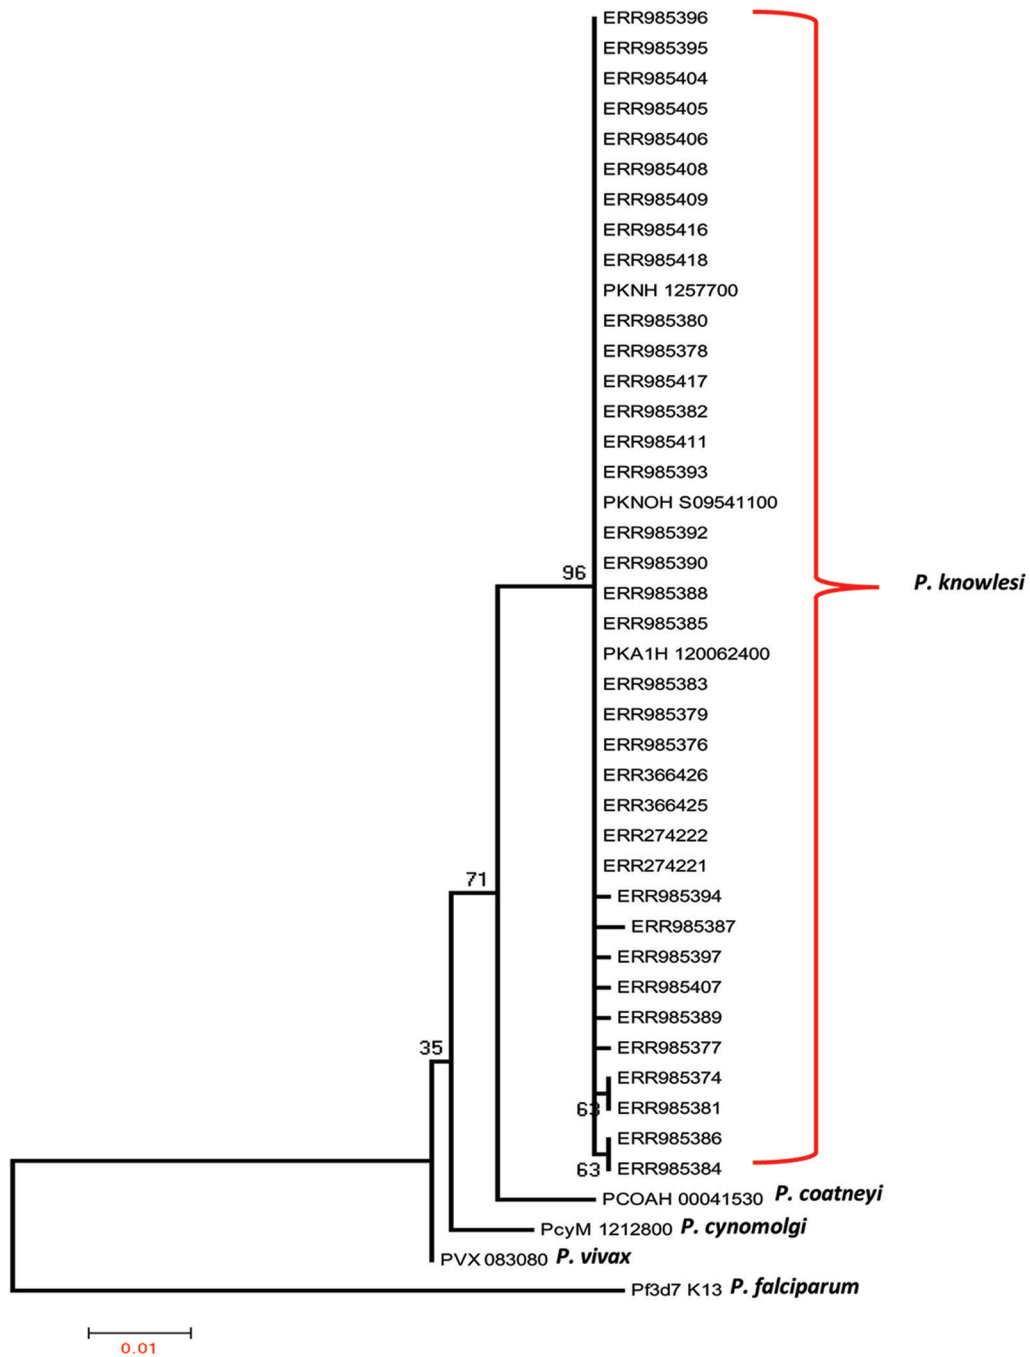 ERR985396
ERR985395
ERR985404
ERR985405
ERR985406
ERR985408
ERR985409
ERR985416
ERR985418
PKNH 1257700
ERR985380
ERR985378
ERR985417
ERR985382
ERR985411
ERR985393
PKNOH S09541100
ERR985392
96
ERR985390
P. knowlesi
ERR985388
ERR985385
PKA1H 120062400
ERR985383
ERR985379
ERR985376
ERR366426
ERR366425
ERR274222
ERR274221
71
ERR985394
ERR985387
ERR985397
ERR985407
ERR985389
35
ERR985377
ERR985374
63
ERR985381
ERR985386
63
ERR985384
PCOAH 00041530 P. coatneyi
PcyM 1212800 P. cynomolgi
PVX 083080 P. vivax
Pf3d7 K13 P. falciparum
0.01